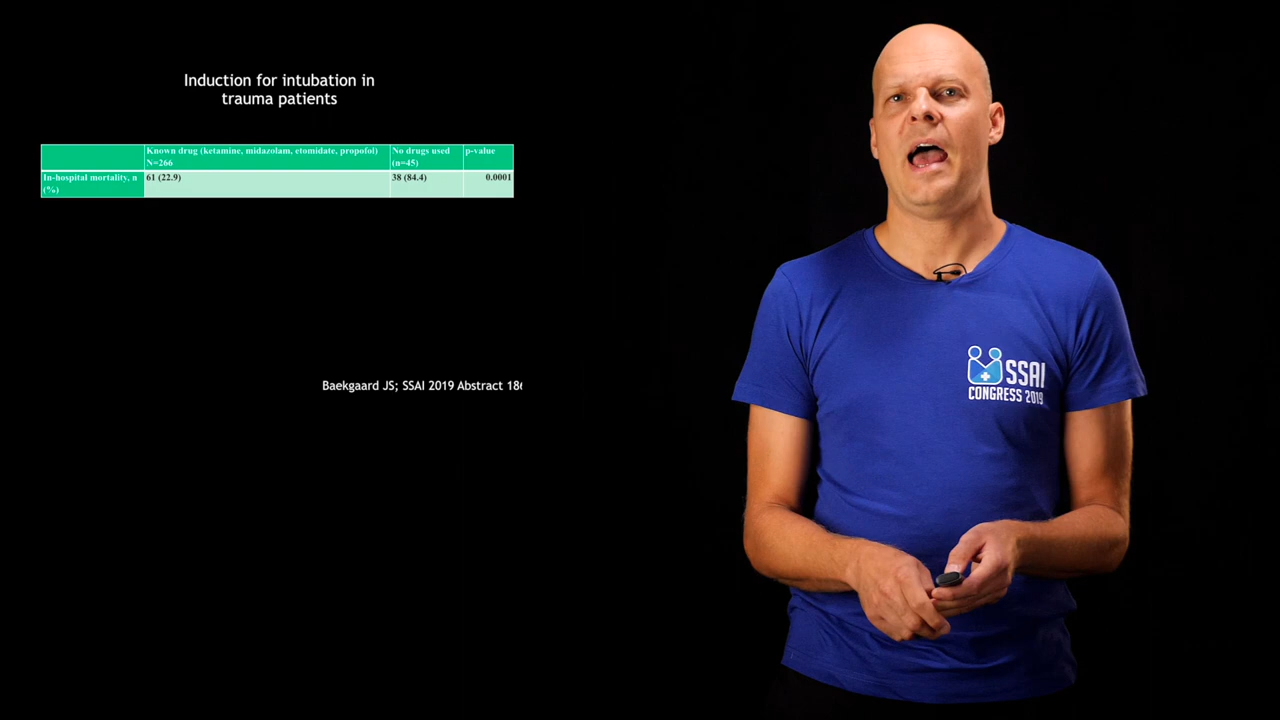 Induction for intubation in
trauma patients
Known drug (ketamine, midazolam, etomidate, propofol)
N=266
No drugs used
(n=45)
p-value
In-hospital mortality, n
(%)
61 (22.9)
38 (84.4)
0.0001
Baekgaard JS; SSAI 2019 Abstract 186
SSAI
CONGRESS 2019